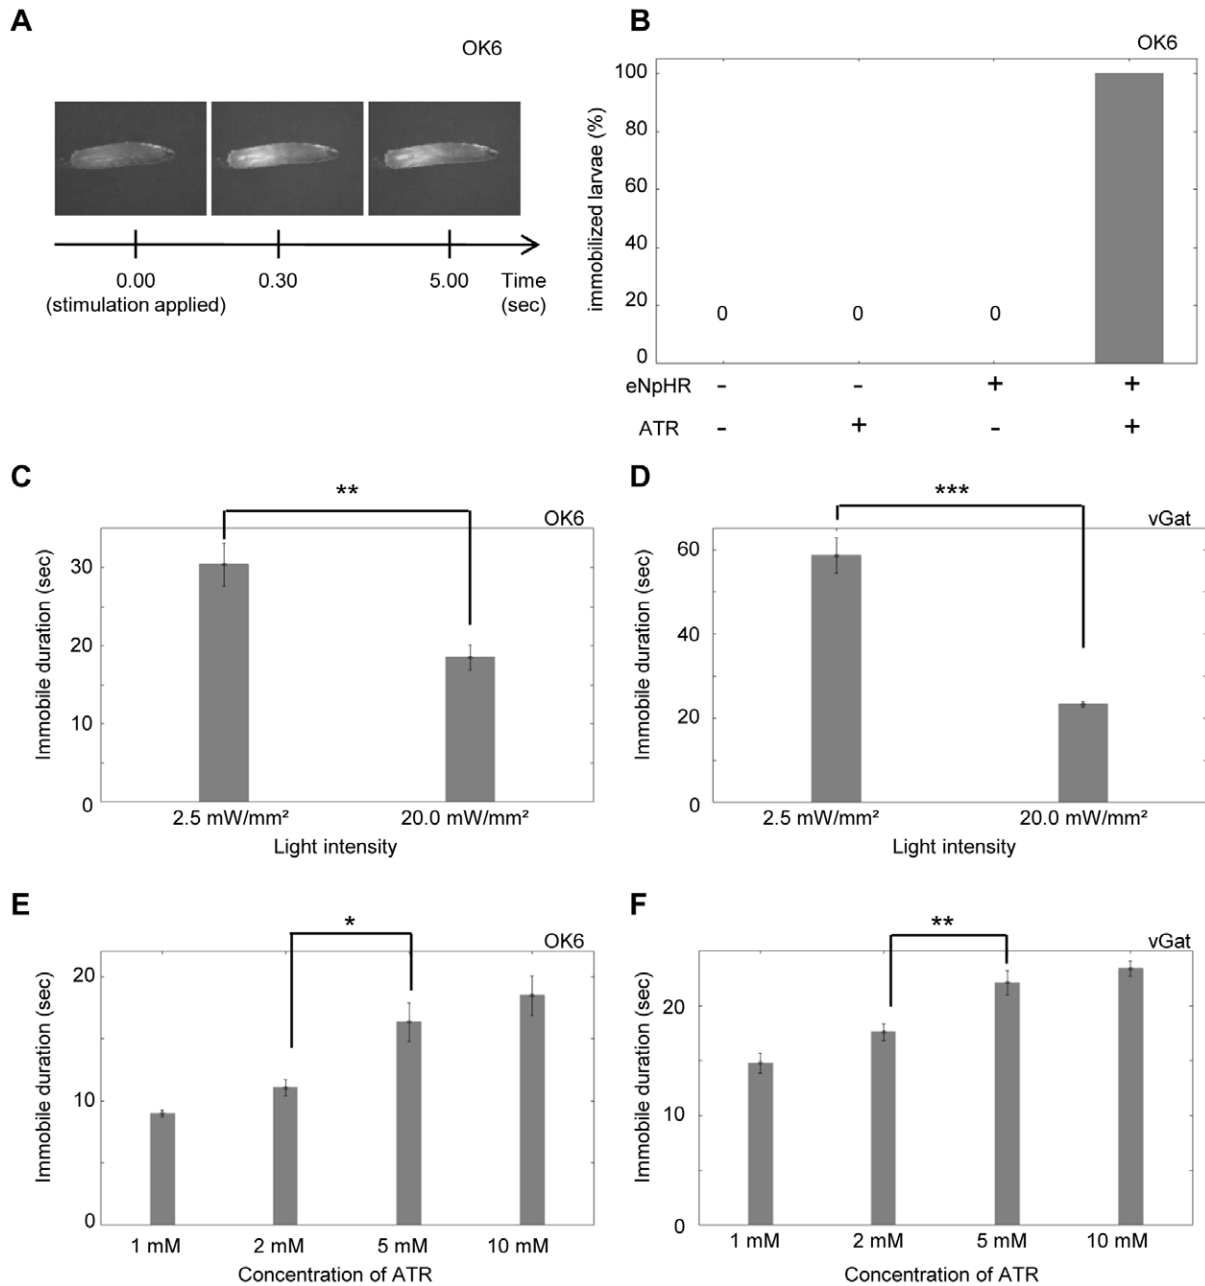 A
OK6
0.00
0.30
5.00
Time
(stimulation applied)
(sec)
B
OK6
immobilized larvae (%)
100
80
60
40
20
0
0
0
0
eNpHR - - + +
ATR - + - +
C
**
OK6
Immobile duration (sec)
30
20
10
0
2.5 mW/mm²
20.0 mW/mm²
Light intensity
D
***
vGat
Immobile duration (sec)
60
40
20
0
2.5 mW/mm²
20.0 mW/mm²
Light intensity
E
*
OK6
Immobile duration (sec)
20
10
0
1 mM
2 mM
5 mM
10 mM
Concentration of ATR
F
**
vGat
Immobile duration (sec)
20
10
0
1 mM
2 mM
5 mM
10 mM
Concentration of ATR